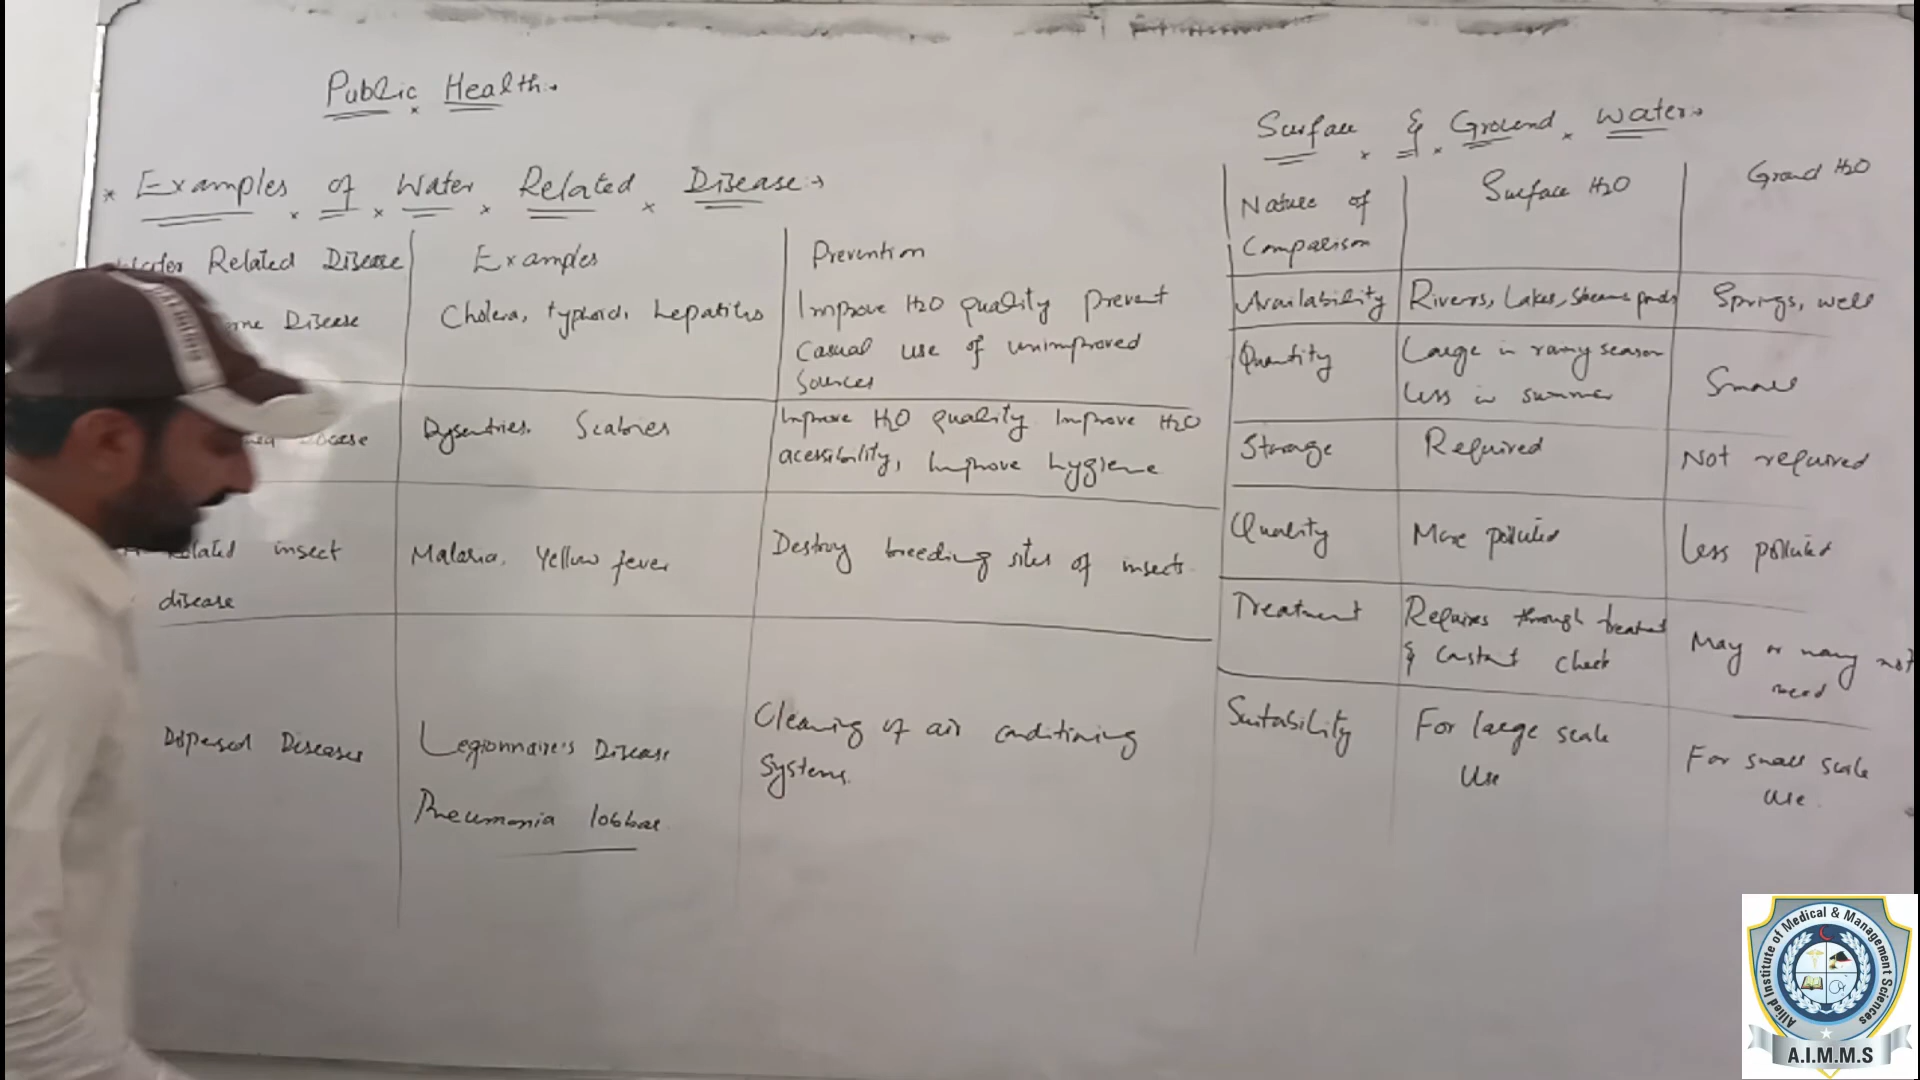 Public Health
* Examples of Water Related Disease
Water Related Disease
Examples
Prevention
rne Disease
Cholera, typhoid, hepatitis
Improve H2O quality prevent
Casual use of unimproved
Sources
Dysentries. Scabies
Improve H2O quality Improve H2O
acessibility, Improve hygiene
Related insect
disease
Malaria. Yellow fever
Destroy breeding sites of insects.
Dispersed Diseases
Legionnaire's Disease
Pneumonia lobbar
Cleaning of air conditioning
Systems.
Surface & Ground Water
Nature of
Comparison
Surface H2O
Ground H2O
Availability
Rivers, Lakes, Streams ponds
Springs, well
Quantity
Large in rainy season
less in summer
Small
Storage
Required
Not required
Quality
More polluted
Less polluted
Treatment
Requires through treatment
& constant check
May or may not
need
Suitability
For large scale
Use
For small scale
use.
Allied Institute of Medical & Management Sciences
A.I.M.M.S